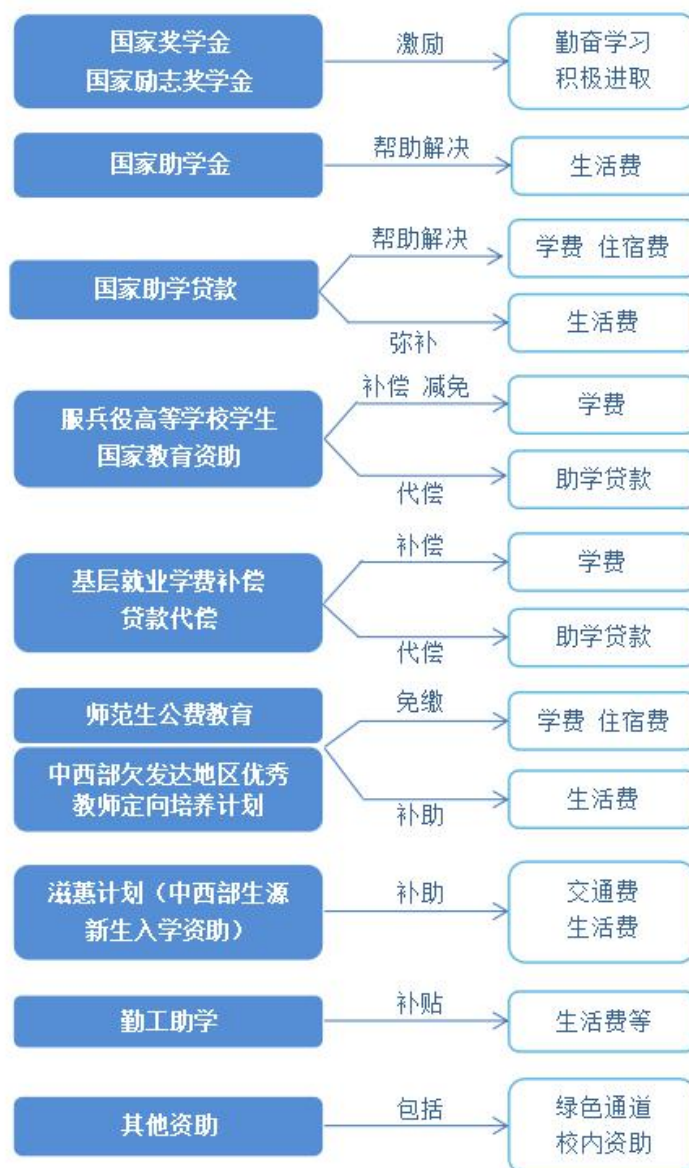 国家奖学金
国家励志奖学金
激励
勤奋学习
积极进取
国家助学金
帮助解决
生活费
国家助学贷款
帮助解决
学费 住宿费
弥补
生活费
服兵役高等学校学生
国家教育资助
补偿 减免
学费
代偿
助学贷款
基层就业学费补偿
贷款代偿
补偿
学费
代偿
助学贷款
师范生公费教育
中西部欠发达地区优秀
教师定向培养计划
免缴
学费 住宿费
补助
生活费
滋蕙计划（中西部生源
新生入学资助）
补助
交通费
生活费
勤工助学
补贴
生活费等
其他资助
包括
绿色通道
校内资助